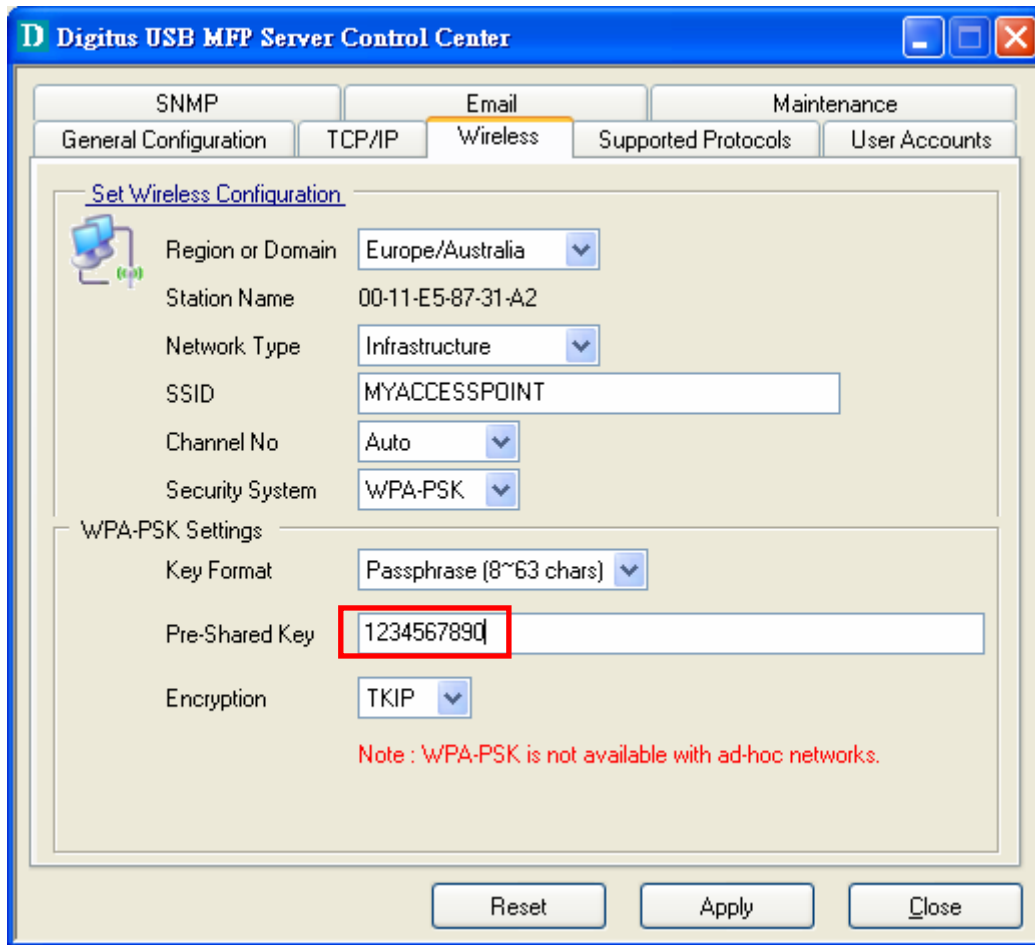 D Digitus USB MFP Server Control Center
SNMP Email Maintenance
General Configuration TCP/IP Wireless Supported Protocols User Accounts
Set Wireless Configuration
Region or Domain Europe/Australia
Station Name 00-11-E5-87-31-A2
Network Type Infrastructure
SSID MYACCESSPOINT
Channel No Auto
Security System WPA-PSK
WPA-PSK Settings
Key Format Passphrase (8~63 chars)
Pre-Shared Key 1234567890
Encryption TKIP
Note : WPA-PSK is not available with ad-hoc networks.
Reset Apply Close